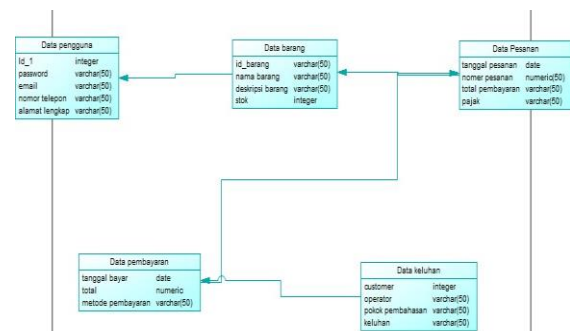 Data pengguna
Id_1 integer
password varchar(50)
email varchar(50)
nomor telepon varchar(50)
alamat lengkap varchar(50)
Data barang
id_barang varchar(50)
nama barang varchar(50)
deskripsi barang varchar(50)
stok integer
Data Pesanan
tanggal pesanan date
nomer pesanan numeric(50)
total pembayaran varchar(50)
pajak varchar(50)
Data pembayaran
tanggal bayar date
total numeric
metode pembayaran varchar(50)
Data keluhan
customer integer
operator varchar(50)
pokok pembahasan varchar(50)
keluhan varchar(50)